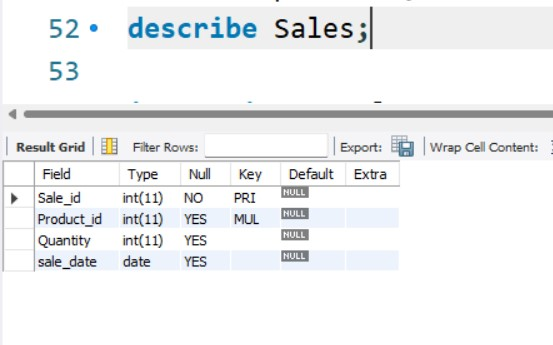 52 describe Sales;
53
Result Grid Filter Rows: Export: Wrap Cell Content:
Field Type Null Key Default Extra
Sale_id int(11) NO PRI NULL
Product_id int(11) YES MUL NULL
Quantity int(11) YES NULL
sale_date date YES NULL